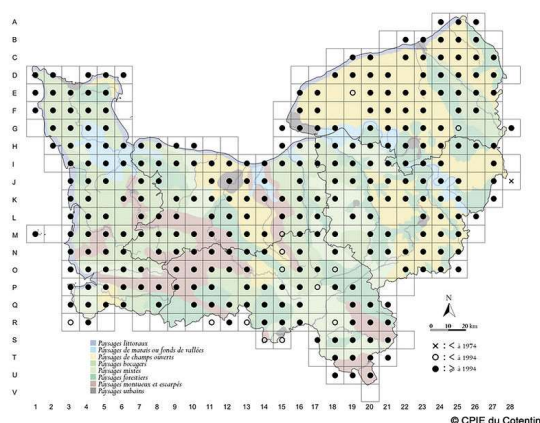 A
B
C
D
E
F
G
H
I
J
K
L
M
N
O
P
Q
R
S
T
U
V
N
0 10 20 km
× : < à 1974
○ : < à 1994
● : ≥ à 1994
Paysages littoraux
Paysages de marais ou fonds de vallées
Paysages de champs ouverts
Paysages bocagers
Paysages mixtes
Paysages forestiers
Paysages montueux et escarpés
Paysages urbains
1 2 3 4 5 6 7 8 9 10 11 12 13 14 15 16 17 18 19 20 21 22 23 24 25 26 27 28
© CPIE du Cotentin